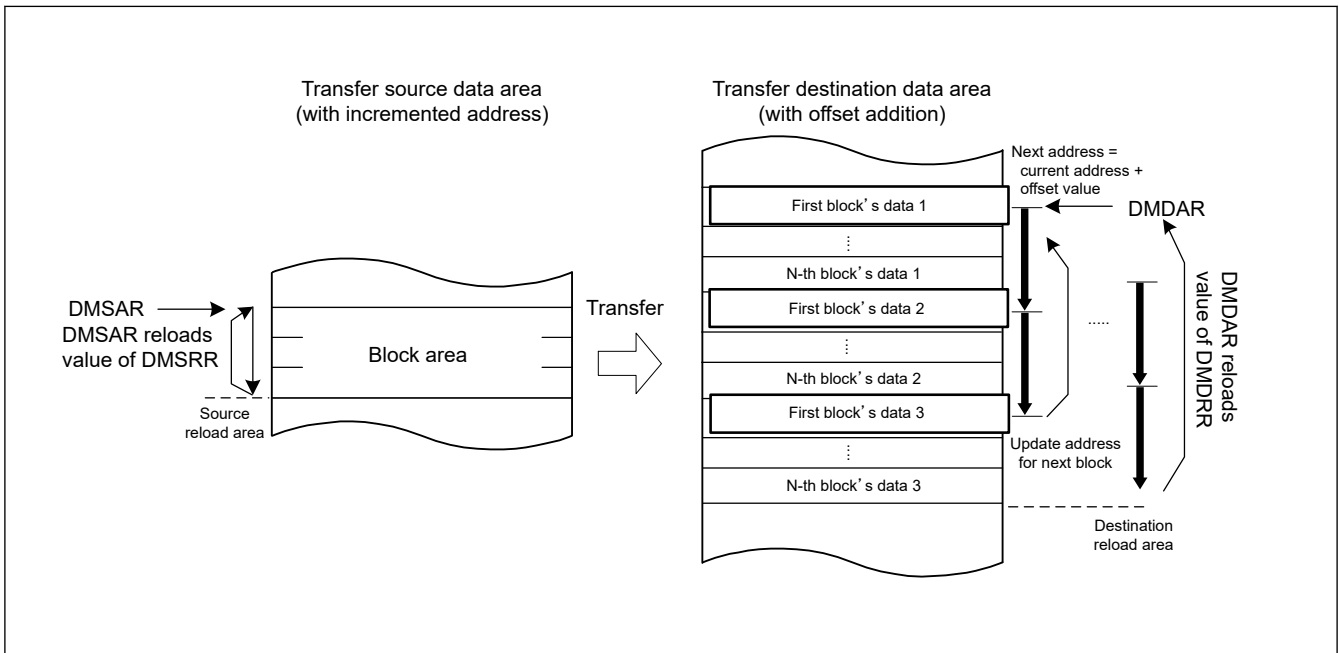 Transfer source data area
(with incremented address)
Transfer destination data area
(with offset addition)
Next address =
current address +
offset value
DMDAR
First block’s data 1
⋮
N-th block’s data 1
First block’s data 2
⋮
N-th block’s data 2
First block’s data 3
⋮
N-th block’s data 3
DMSAR
DMSAR reloads
value of DMSRR
Block area
Source
reload area
Transfer
.....
Update address
for next block
DMDAR reloads
value of DMDRR
Destination
reload area